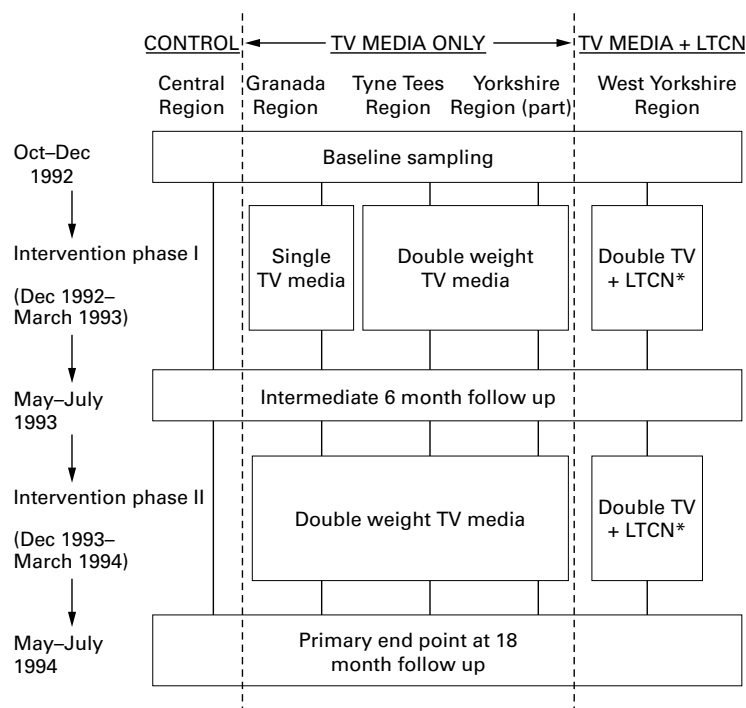 CONTROL
TV MEDIA ONLY
TV MEDIA + LTCN
Central
Region
Granada
Region
Tyne Tees
Region
Yorkshire
Region (part)
West Yorkshire
Region
Oct–Dec
1992
Baseline sampling
Intervention phase I
(Dec 1992–
March 1993)
Single
TV media
Double weight
TV media
Double TV
+ LTCN*
May–July
1993
Intermediate 6 month follow up
Intervention phase II
(Dec 1993–
March 1994)
Double weight TV media
Double TV
+ LTCN*
May–July
1994
Primary end point at 18
month follow up